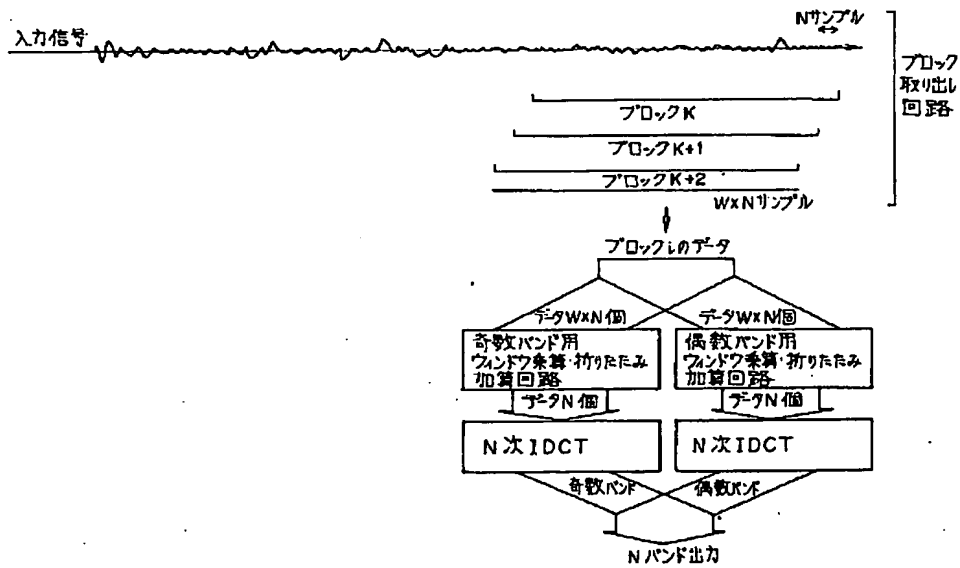 Nサンプル
入力信号
ブロック
取り出し
回路
ブロックK
ブロックK+1
ブロックK+2
W×Nサンプル
ブロックiのデータ
データW×N個
データW×N個
奇数バンド用
ウィンドウ乗算・折りたたみ
加算回路
偶数バンド用
ウィンドウ乗算・折りたたみ
加算回路
データN個
データN個
N次IDCT
N次IDCT
奇数バンド
偶数バンド
Nバンド出力